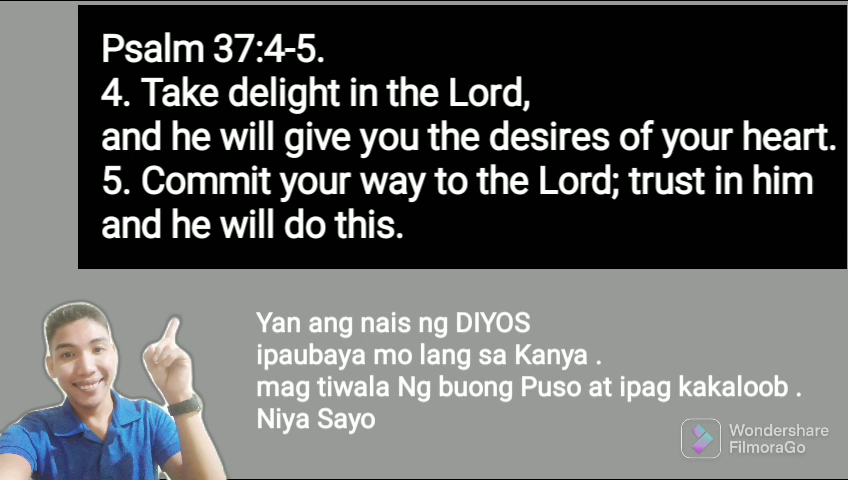 Psalm 37:4-5.
4. Take delight in the Lord,
and he will give you the desires of your heart.
5. Commit your way to the Lord; trust in him
and he will do this.
Yan ang nais ng DIYOS
ipaubaya mo lang sa Kanya .
mag tiwala Ng buong Puso at ipag kakaloob .
Niya Sayo
Wondershare
FilmoraGo